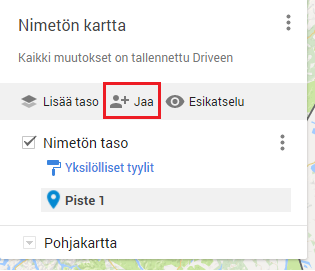 Nimetön kartta
Kaikki muutokset on tallennettu Driveen
Lisää taso Jaa Esikatselu
Nimetön taso
Yksilölliset tyylit
Piste 1
Pohjakartta